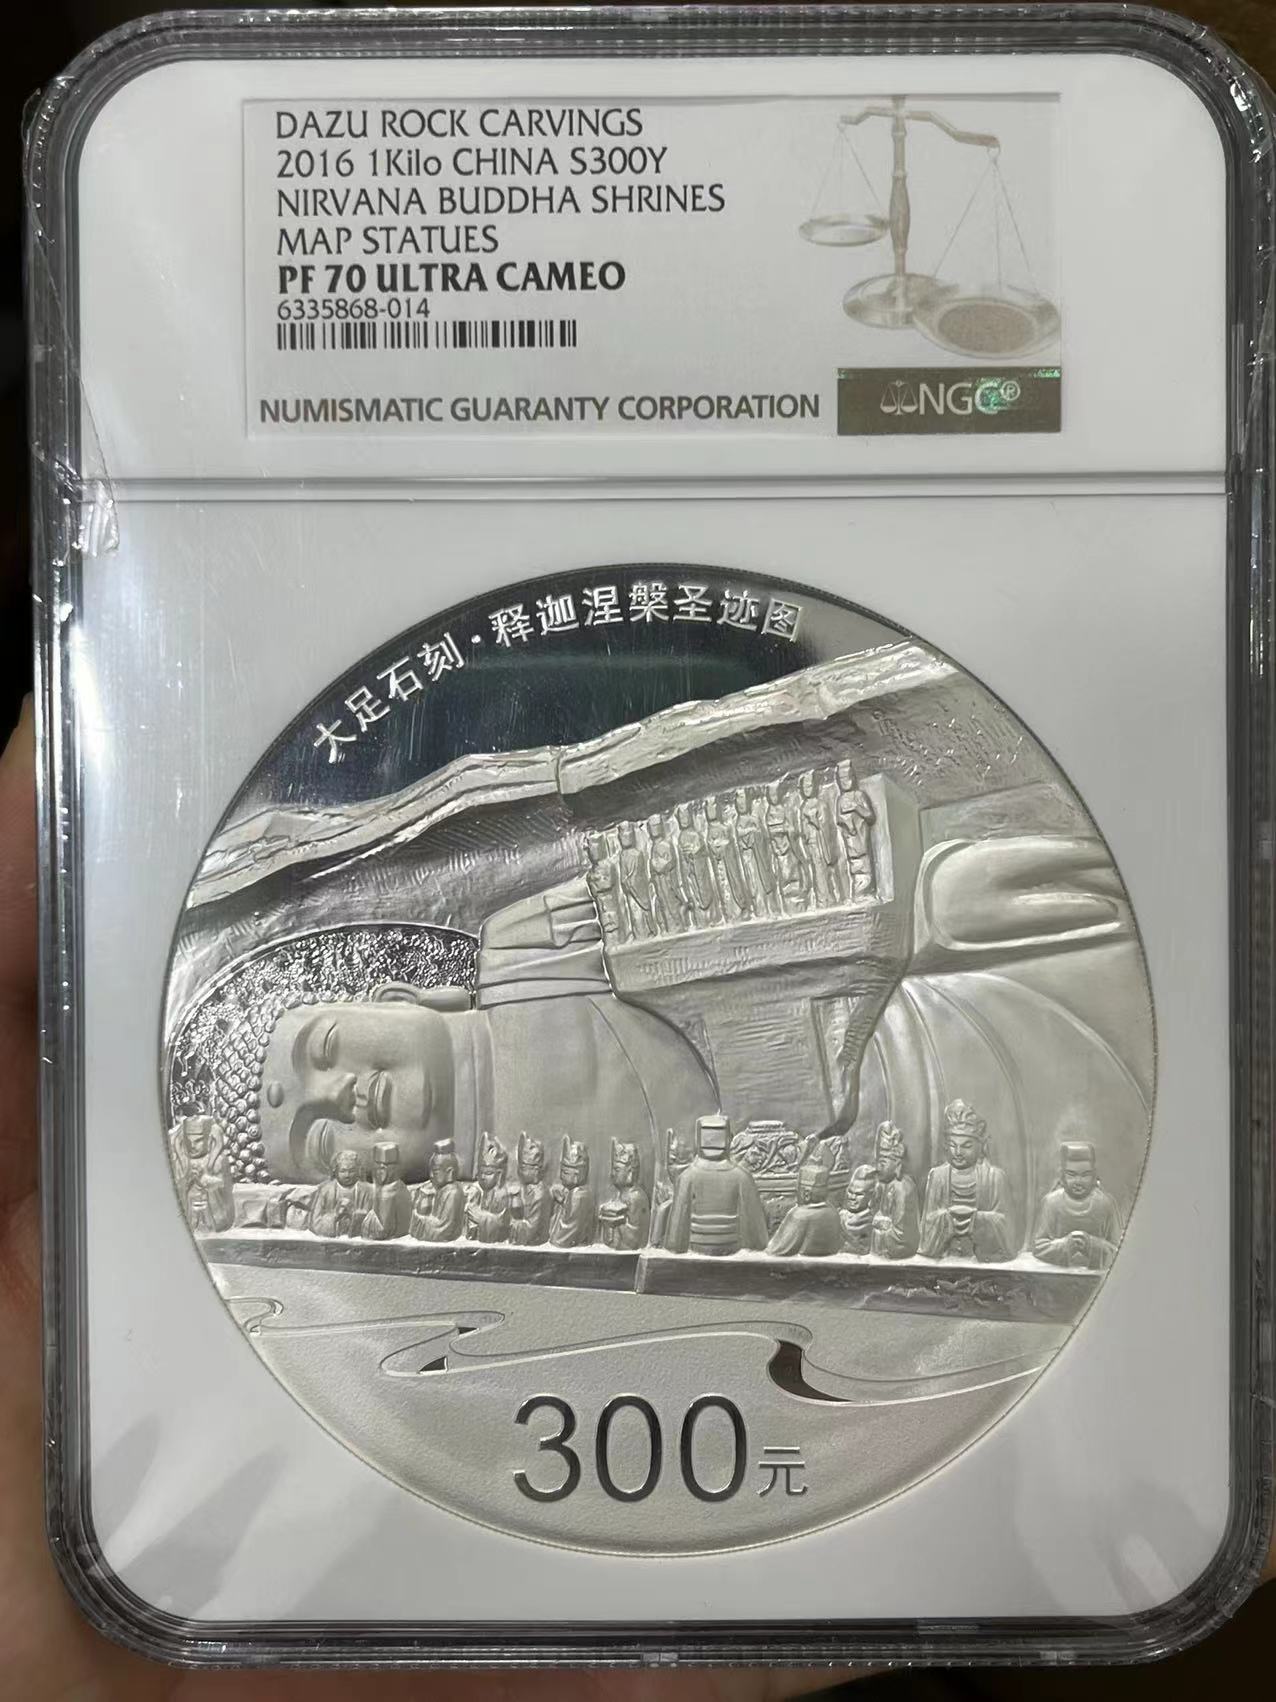 DAZU ROCK CARVINGS
2016 1Kilo CHINA S300Y
NIRVANA BUDDHA SHRINES
MAP STATUES
PF 70 ULTRA CAMEO
6335868-014
NUMISMATIC GUARANTY CORPORATION
NGC®
大足石刻·释迦涅槃圣迹图
300元